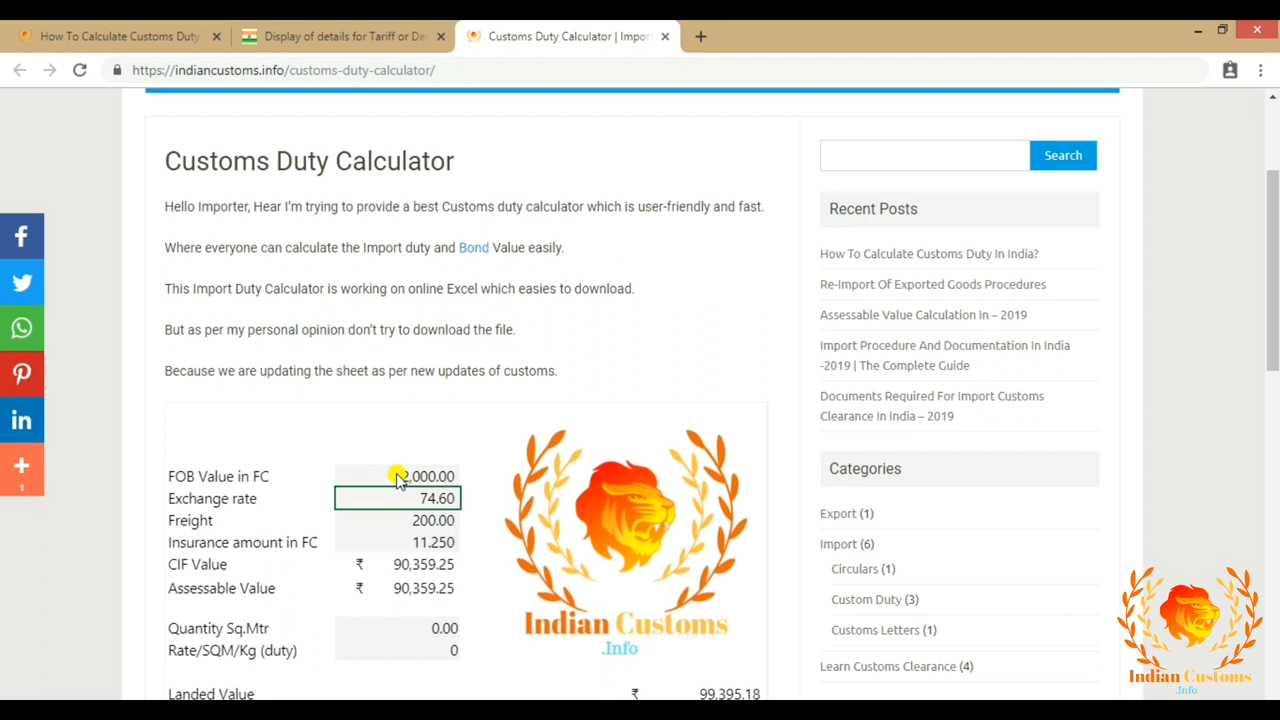 How To Calculate Customs Duty
Display of details for Tariff or De
Customs Duty Calculator | Impor
https://indiancustoms.info/customs-duty-calculator/
Customs Duty Calculator
Hello Importer, Hear I'm trying to provide a best Customs duty calculator which is user-friendly and fast.
Where everyone can calculate the Import duty and Bond Value easily.
This Import Duty Calculator is working on online Excel which easies to download.
But as per my personal opinion don't try to download the file.
Because we are updating the sheet as per new updates of customs.
FOB Value in FC 2,000.00
Exchange rate 74.60
Freight 200.00
Insurance amount in FC 11.250
CIF Value ₹ 90,359.25
Assessable Value ₹ 90,359.25
Quantity Sq.Mtr 0.00
Rate/SQM/Kg (duty) 0
Landed Value ₹ 99,395.18
Indian Customs
.Info
Search
Recent Posts
How To Calculate Customs Duty In India?
Re-Import Of Exported Goods Procedures
Assessable Value Calculation In – 2019
Import Procedure And Documentation In India
-2019 | The Complete Guide
Documents Required For Import Customs
Clearance In India – 2019
Categories
Export (1)
Import (6)
Circulars (1)
Custom Duty (3)
Customs Letters (1)
Learn Customs Clearance (4)
1
Indian Customs
.Info